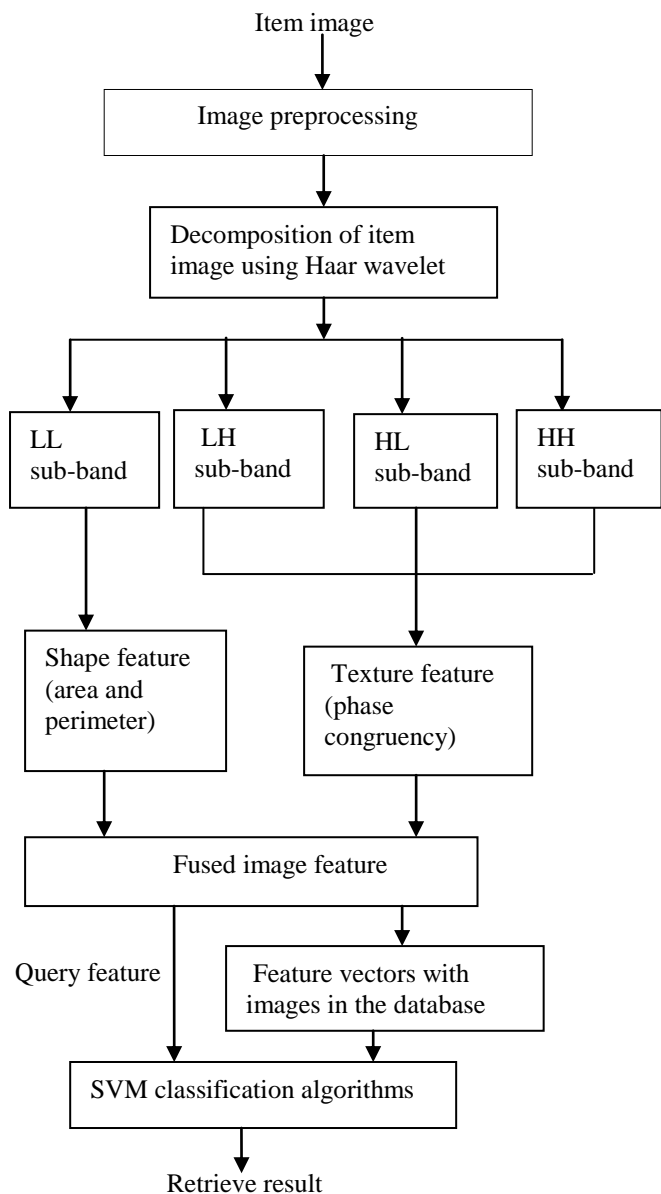 Item image
Image preprocessing
Decomposition of item
image using Haar wavelet
LL
sub-band
LH
sub-band
HL
sub-band
HH
sub-band
Shape feature
(area and
perimeter)
Texture feature
(phase
congruency)
Fused image feature
Query feature
Feature vectors with
images in the database
SVM classification algorithms
Retrieve result